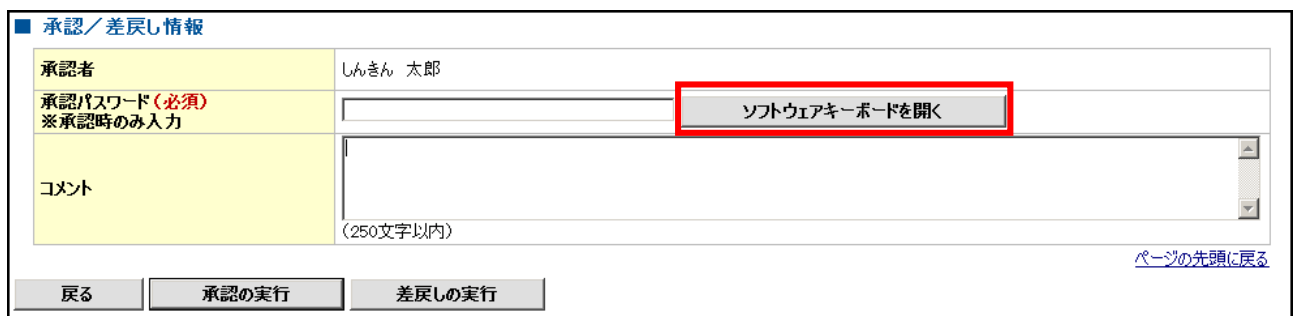 ■ 承認／差戻し情報
承認者
しんきん 太郎
承認パスワード(必須)
※承認時のみ入力
ソフトウェアキーボードを開く
コメント
(250文字以内)
ページの先頭に戻る
戻る 承認の実行 差戻しの実行